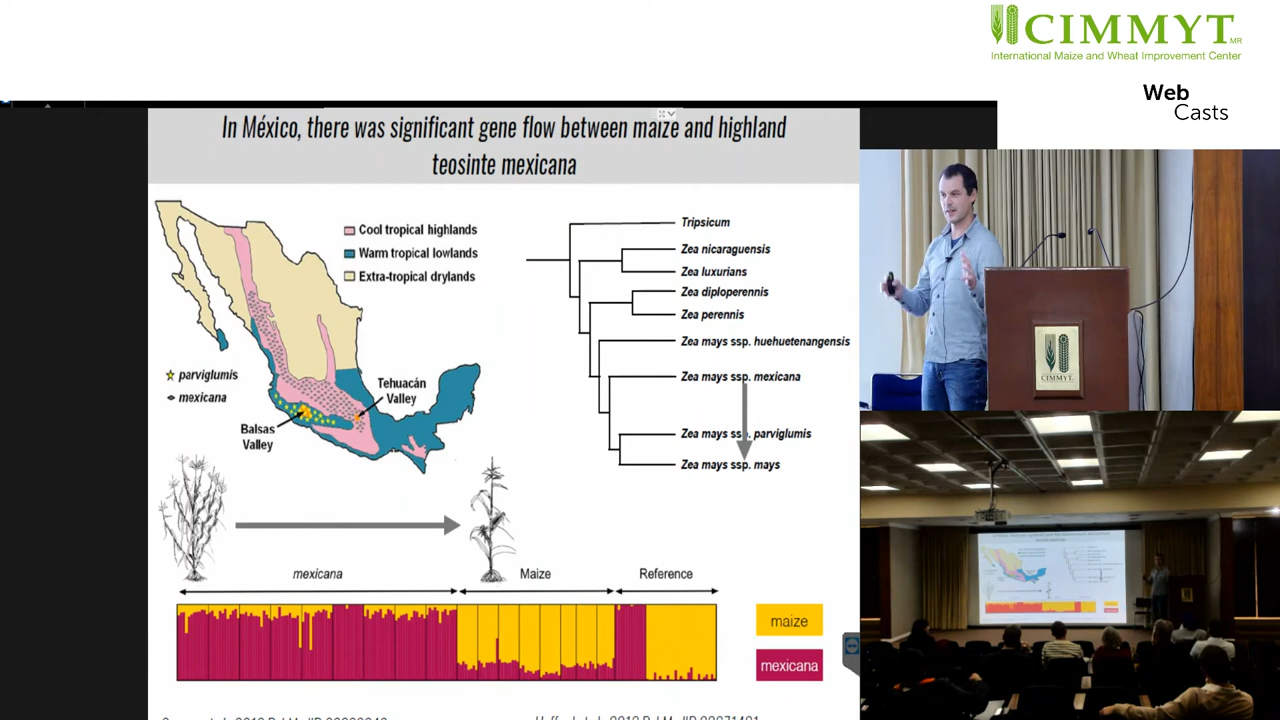 CIMMYT MR
International Maize and Wheat Improvement Center
Web
Casts
In México, there was significant gene flow between maize and highland
teosinte mexicana
Cool tropical highlands
Warm tropical lowlands
Extra-tropical drylands
parviglumis
mexicana
Tehuacán
Valley
Balsas
Valley
Tripsicum
Zea nicaraguensis
Zea luxurians
Zea diploperennis
Zea perennis
Zea mays ssp. huehuetenangensis
Zea mays ssp. mexicana
Zea mays ssp. parviglumis
Zea mays ssp. mays
mexicana
Maize
Reference
maize
mexicana
CIMMYT